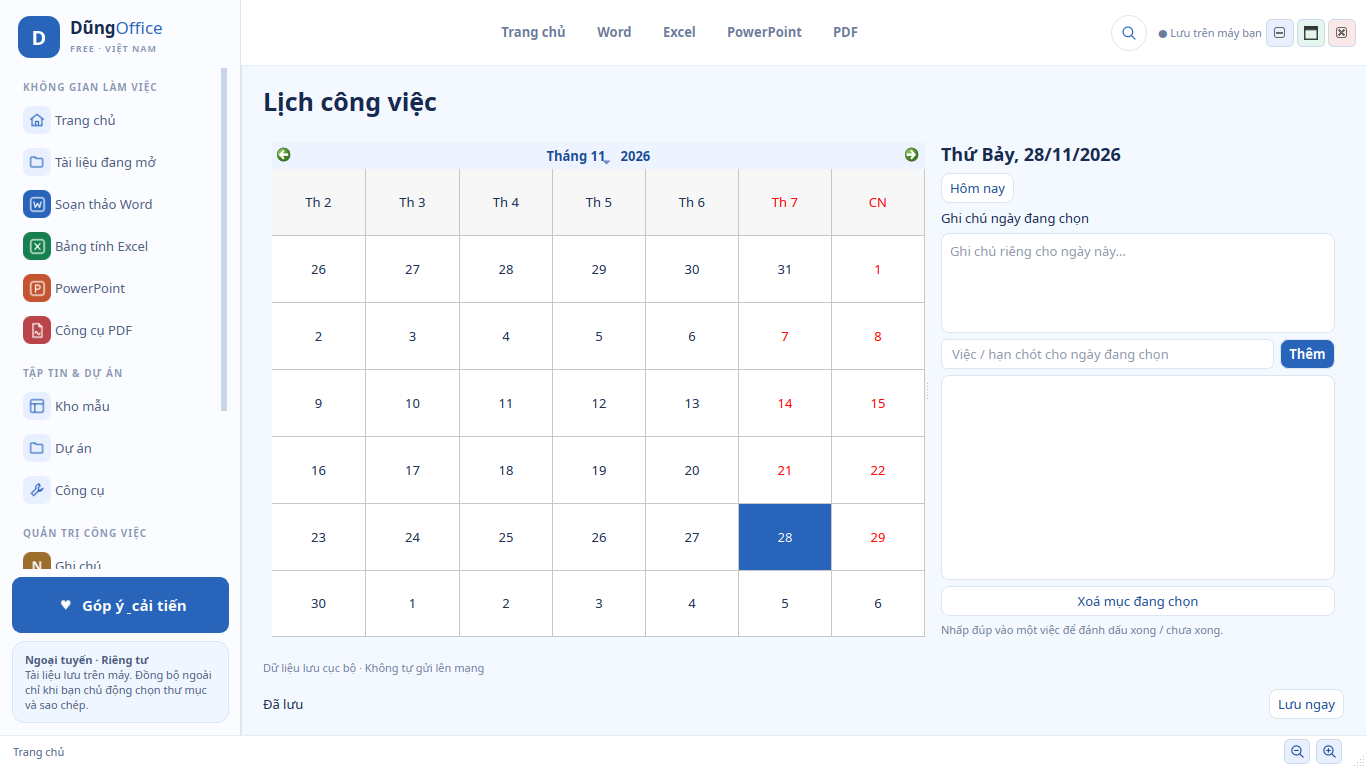 D
DũngOffice
FREE · VIỆT NAM
Trang chủ
Word
Excel
PowerPoint
PDF
● Lưu trên máy bạn
KHÔNG GIAN LÀM VIỆC
Trang chủ
Tài liệu đang mở
Soạn thảo Word
Bảng tính Excel
PowerPoint
Công cụ PDF
TẬP TIN & DỰ ÁN
Kho mẫu
Dự án
Công cụ
QUẢN TRỊ CÔNG VIỆC
N Ghi chú
♥ Góp ý _cải tiến
Ngoại tuyến · Riêng tư
Tài liệu lưu trên máy. Đồng bộ ngoài
chỉ khi bạn chủ động chọn thư mục
và sao chép.
Lịch công việc
Tháng 11 2026
Th 2 Th 3 Th 4 Th 5 Th 6 Th 7 CN
26 27 28 29 30 31 1
2 3 4 5 6 7 8
9 10 11 12 13 14 15
16 17 18 19 20 21 22
23 24 25 26 27 28 29
30 1 2 3 4 5 6
Thứ Bảy, 28/11/2026
Hôm nay
Ghi chú ngày đang chọn
Ghi chú riêng cho ngày này...
Việc / hạn chót cho ngày đang chọn
Thêm
Xoá mục đang chọn
Nhấp đúp vào một việc để đánh dấu xong / chưa xong.
Dữ liệu lưu cục bộ · Không tự gửi lên mạng
Đã lưu
Lưu ngay
Trang chủ